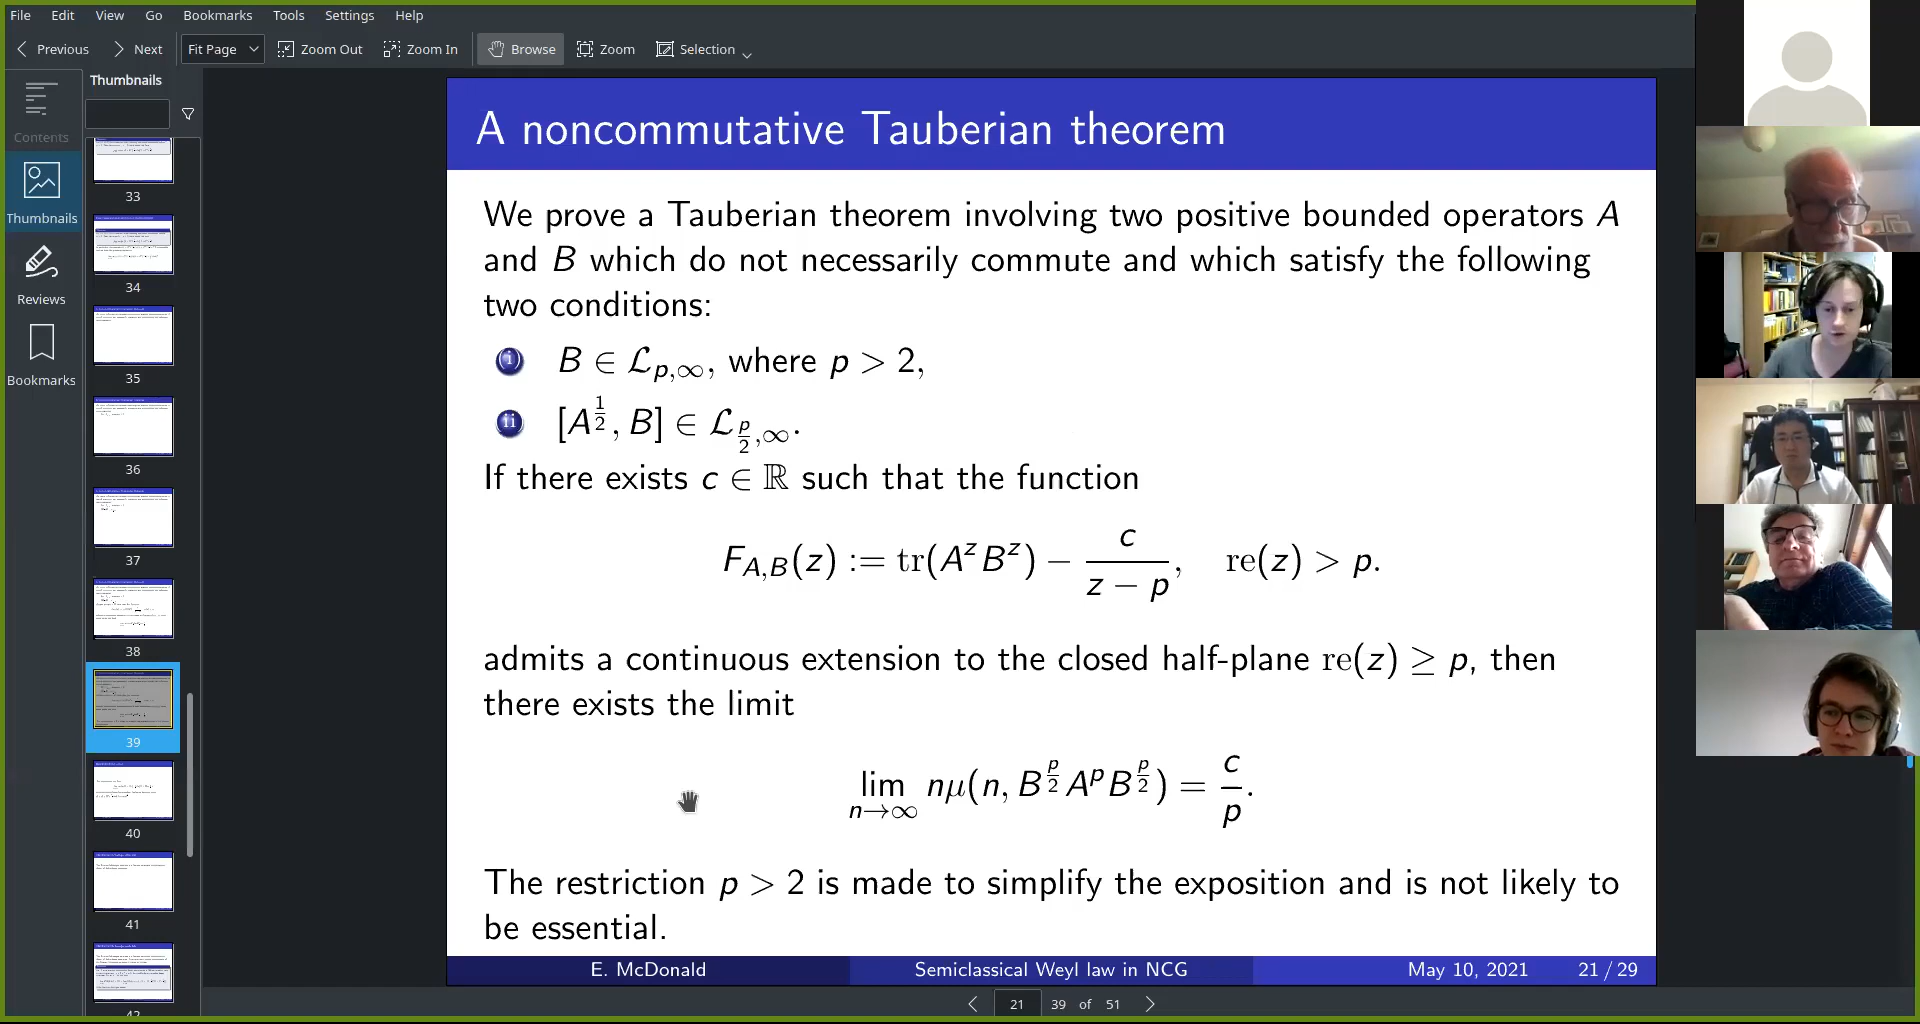 File Edit View Go Bookmarks Tools Settings Help
Previous Next Fit Page Zoom Out Zoom In Browse Zoom Selection
Thumbnails
Contents
Thumbnails
Reviews
Bookmarks
33
34
35
36
37
38
39
40
41
42
A noncommutative Tauberian theorem
We prove a Tauberian theorem involving two positive bounded operators A
and B which do not necessarily commute and which satisfy the following
two conditions:
i B ∈ ℒ_{p,∞}, where p > 2,
ii [A^{1/2}, B] ∈ ℒ_{p/2,∞}.
If there exists c ∈ ℝ such that the function
F_{A,B}(z) := tr(A^z B^z) − c/(z − p), re(z) > p.
admits a continuous extension to the closed half-plane re(z) ≥ p, then
there exists the limit
lim_{n→∞} nμ(n, B^{p/2} A^p B^{p/2}) = c/p.
The restriction p > 2 is made to simplify the exposition and is not likely to
be essential.
E. McDonald Semiclassical Weyl law in NCG May 10, 2021 21 / 29
21 39 of 51